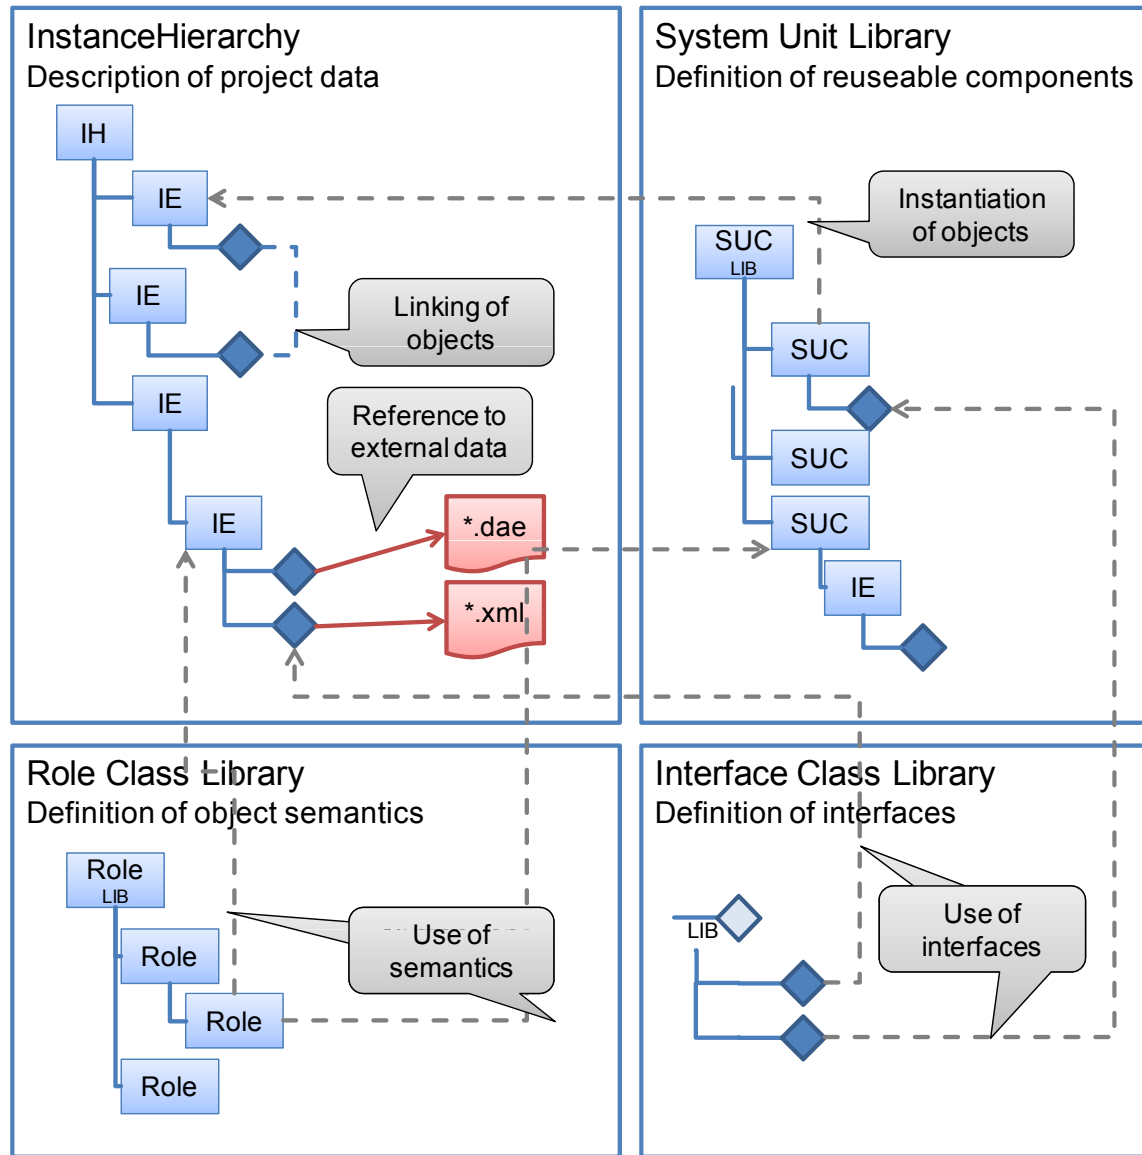 InstanceHierarchy
Description of project data
IH
IE
IE
Linking of
objects
IE
Reference to
external data
IE
*.dae
*.xml
System Unit Library
Definition of reuseable components
Instantiation
of objects
SUC
LIB
SUC
SUC
SUC
IE
Role Class Library
Definition of object semantics
Role
LIB
Role
Use of
semantics
Role
Role
Interface Class Library
Definition of interfaces
LIB
Use of
interfaces